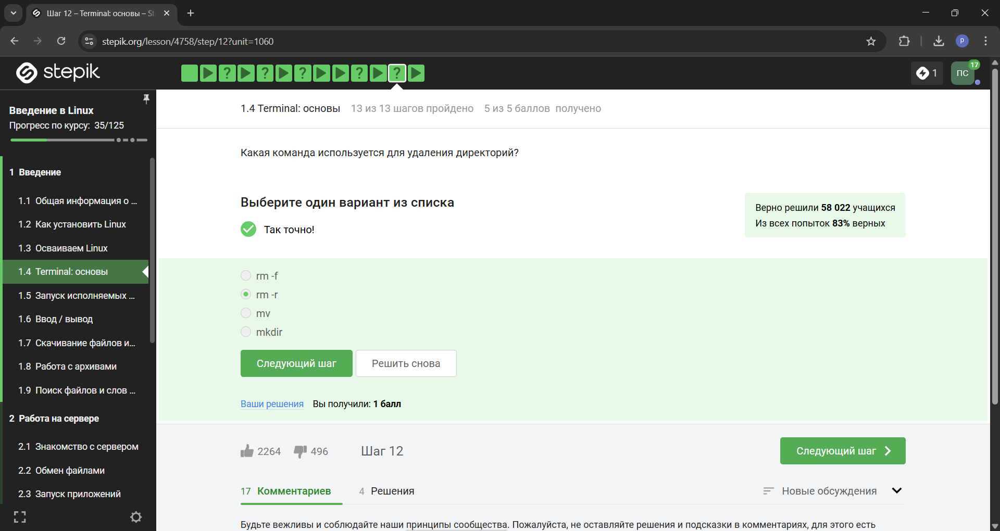 Шаг 12 – Terminal: основы – St
stepik.org/lesson/4758/step/12?unit=1060
stepik
? ? ? ? ?
1
ПС
17
Введение в Linux
Прогресс по курсу: 35/125
1 Введение
1.1 Общая информация о ...
1.2 Как установить Linux
1.3 Осваиваем Linux
1.4 Terminal: основы
1.5 Запуск исполняемых ...
1.6 Ввод / вывод
1.7 Скачивание файлов и...
1.8 Работа с архивами
1.9 Поиск файлов и слов ...
2 Работа на сервере
2.1 Знакомство с сервером
2.2 Обмен файлами
2.3 Запуск приложений
1.4 Terminal: основы 13 из 13 шагов пройдено 5 из 5 баллов получено
Какая команда используется для удаления директорий?
Выберите один вариант из списка
Так точно!
Верно решили 58 022 учащихся
Из всех попыток 83% верных
rm -f
rm -r
mv
mkdir
Следующий шаг Решить снова
Ваши решения Вы получили: 1 балл
2264 496 Шаг 12 Следующий шаг
17 Комментариев 4 Решения Новые обсуждения
Будьте вежливы и соблюдайте наши принципы сообщества. Пожалуйста, не оставляйте решения и подсказки в комментариях, для этого есть